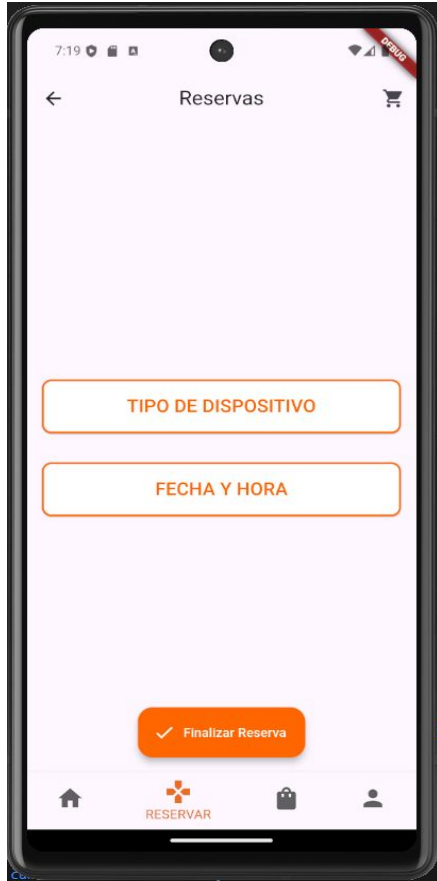 7:19
DEBUG
Reservas
TIPO DE DISPOSITIVO
FECHA Y HORA
Finalizar Reserva
RESERVAR